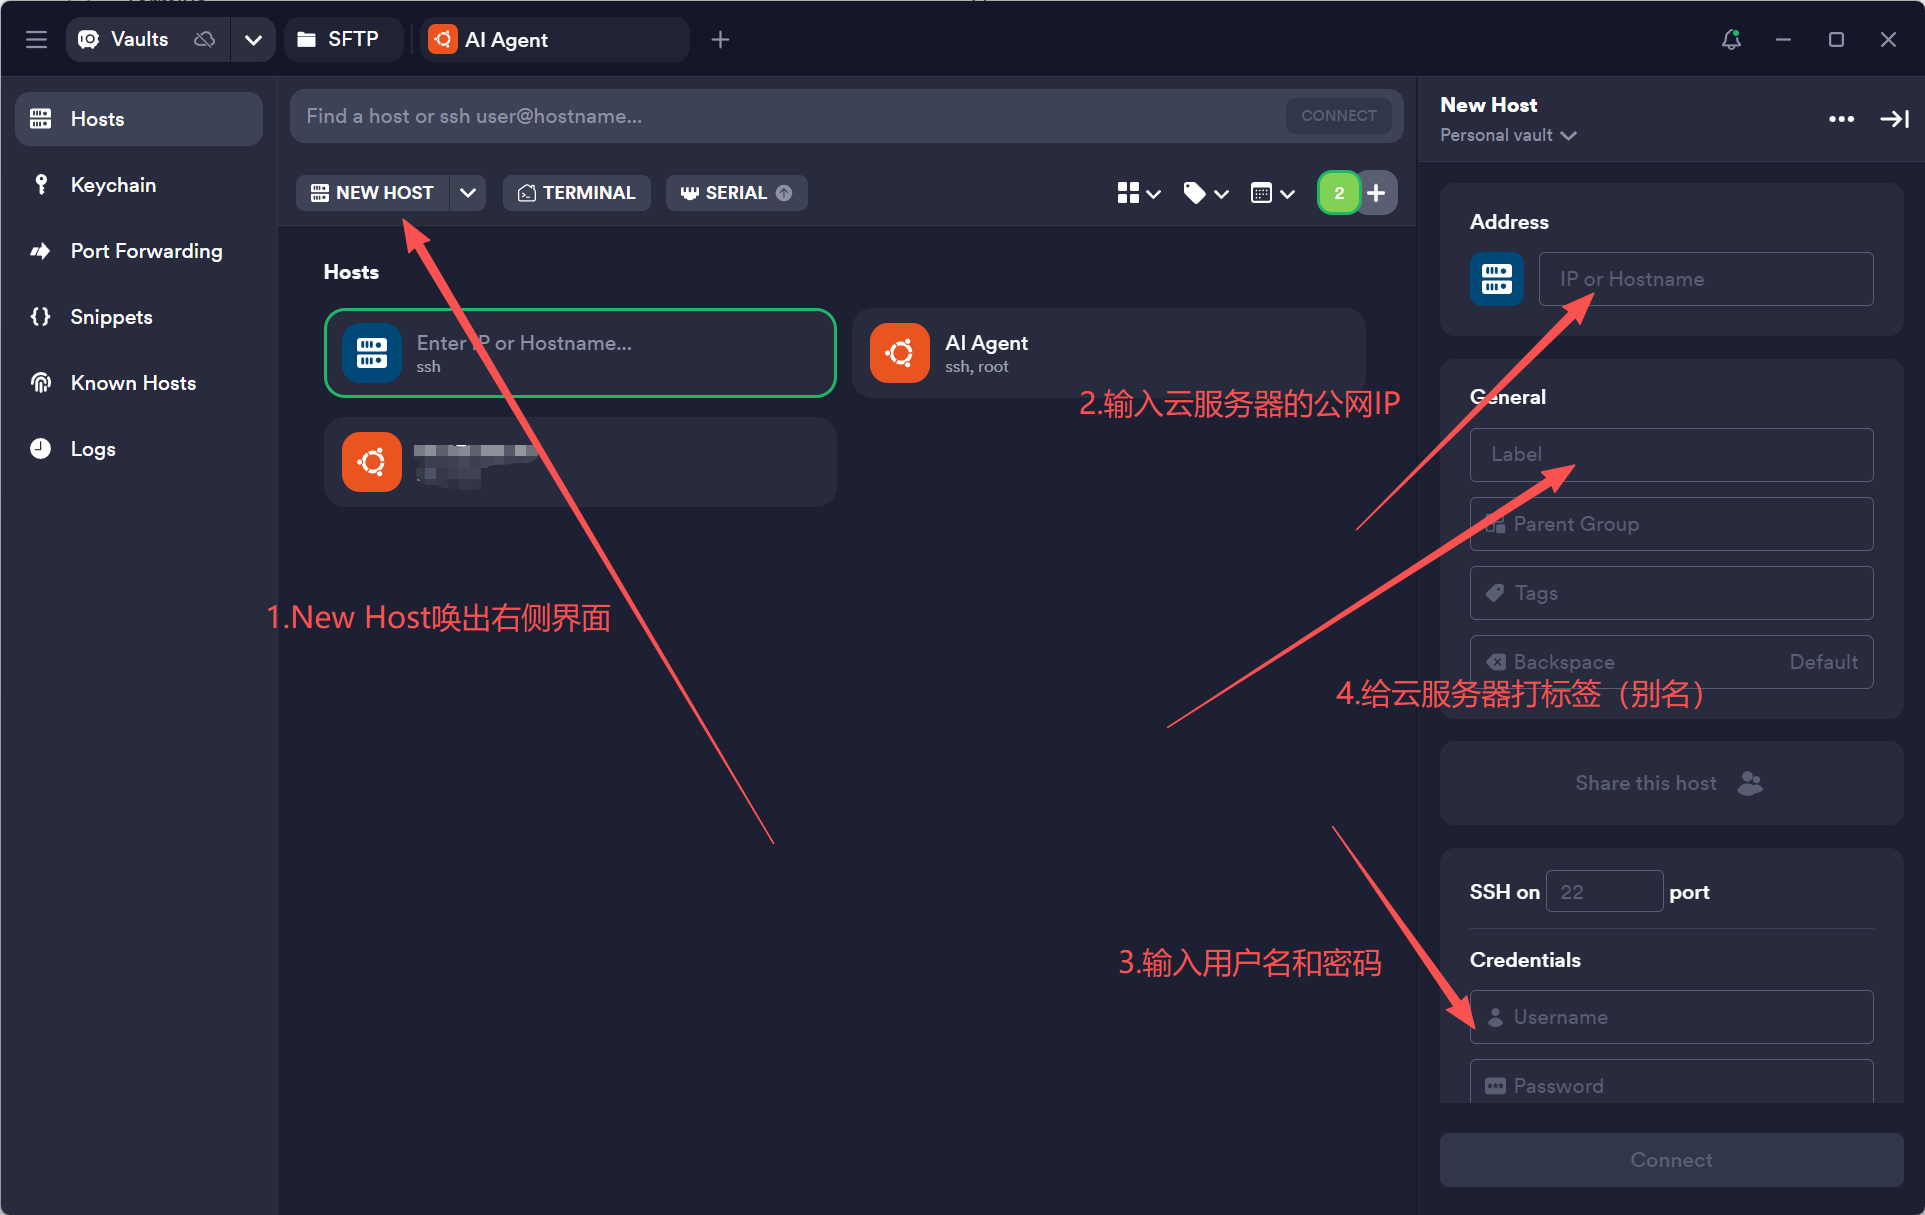 Vaults
SFTP
AI Agent
Hosts
Keychain
Port Forwarding
Snippets
Known Hosts
Logs
Find a host or ssh user@hostname...
CONNECT
NEW HOST
TERMINAL
SERIAL
2
Hosts
Enter IP or Hostname...
ssh
AI Agent
ssh, root
1.New Host唤出右侧界面
2.输入云服务器的公网IP
4.给云服务器打标签（别名）
3.输入用户名和密码
New Host
Personal vault
Address
IP or Hostname
General
Label
Parent Group
Tags
Backspace Default
Share this host
SSH on 22 port
Credentials
Username
Password
Connect